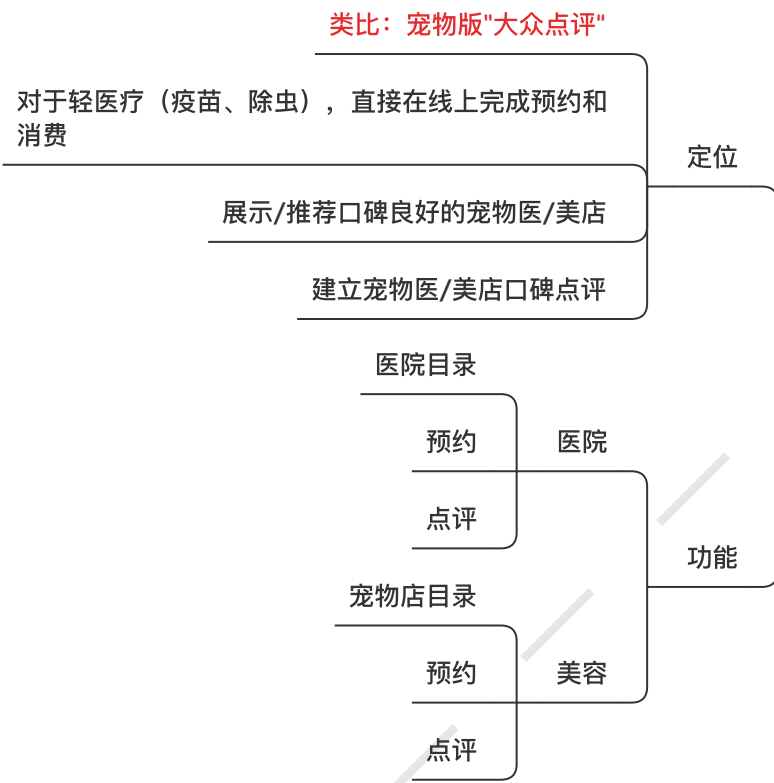 类比：宠物版"大众点评"
对于轻医疗（疫苗、除虫），直接在线上完成预约和
消费
定位
展示/推荐口碑良好的宠物医/美店
建立宠物医/美店口碑点评
医院目录
预约
医院
点评
功能
宠物店目录
预约
美容
点评